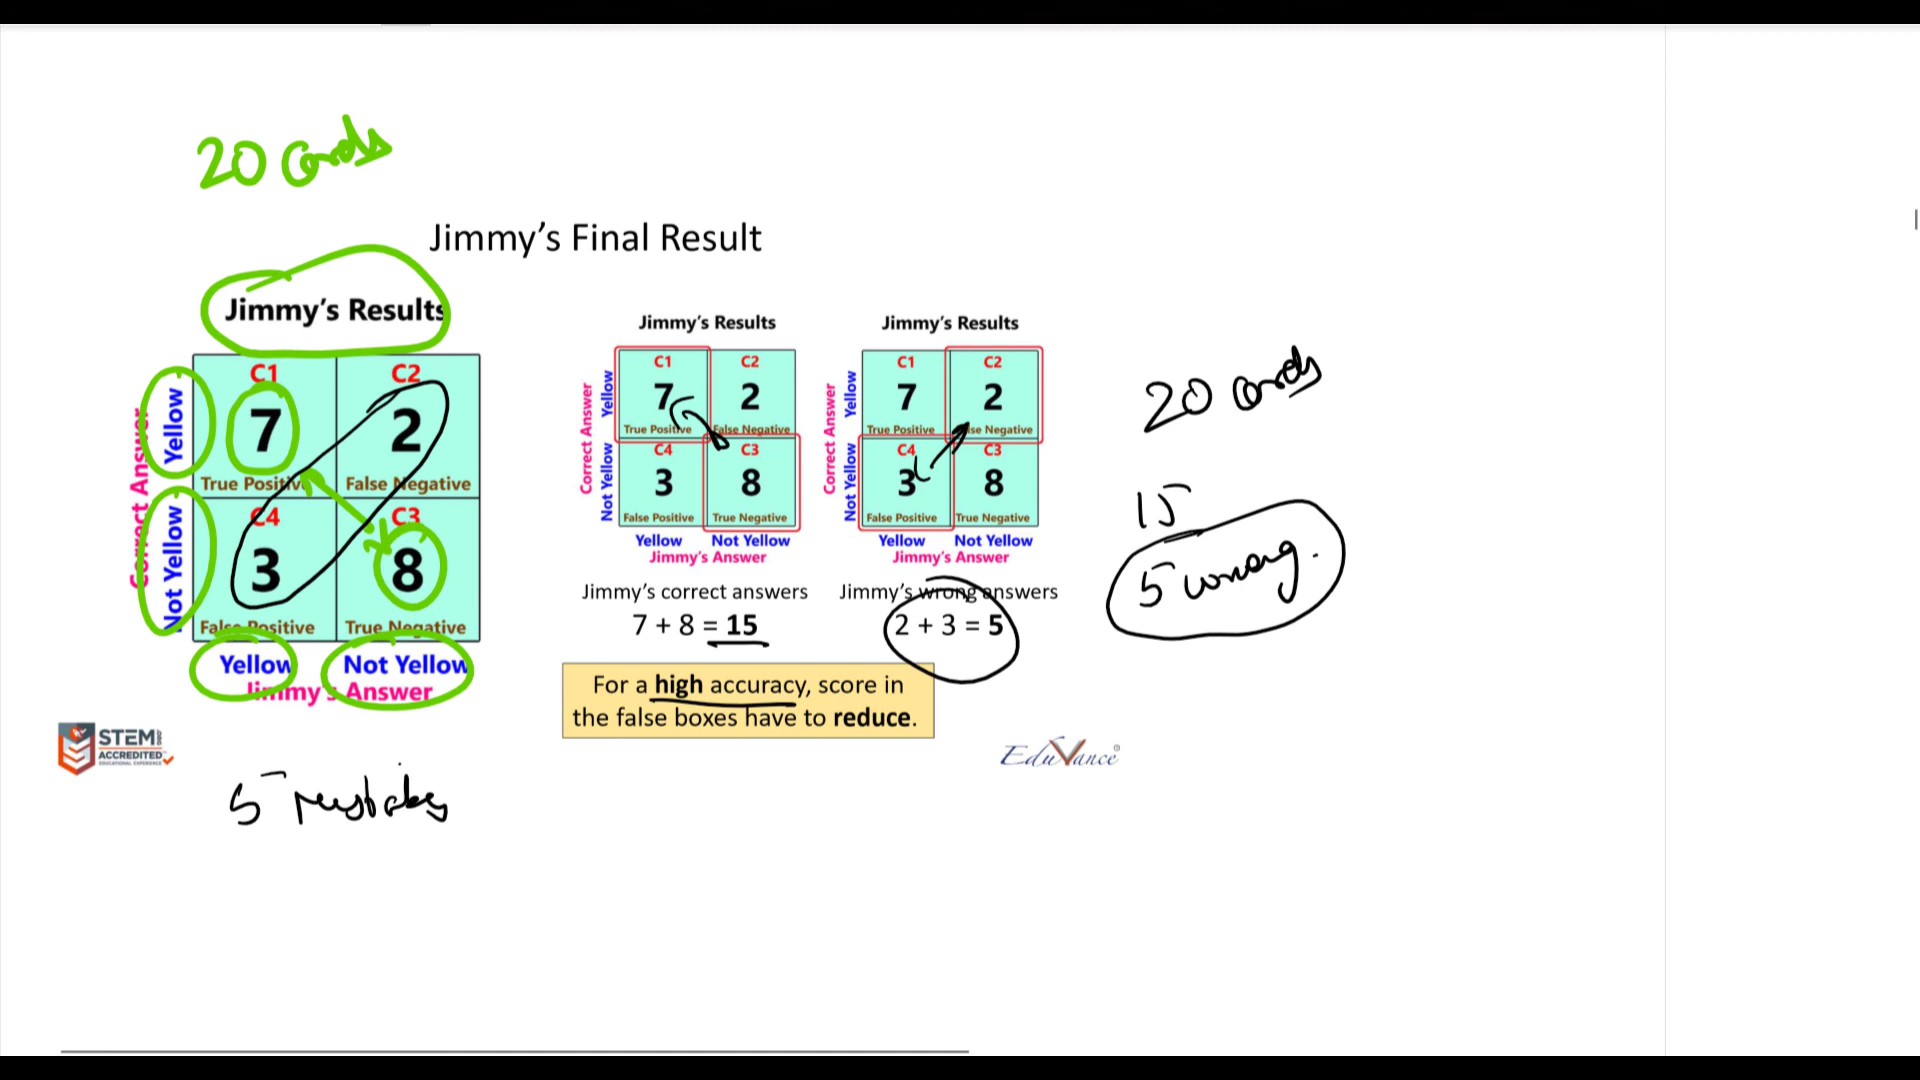 20 Cards
Jimmy's Final Result
Jimmy's Results
Correct Answer
Yellow
Not Yellow
C1
7
True Positive
C2
2
False Negative
C4
3
False Positive
C3
8
True Negative
Yellow
Not Yellow
Jimmy's Answer
Jimmy's Results
Correct Answer
Yellow
Not Yellow
C1
7
True Positive
C2
2
False Negative
C4
3
False Positive
C3
8
True Negative
Yellow
Not Yellow
Jimmy's Answer
Jimmy's correct answers
7 + 8 = 15
Jimmy's Results
Correct Answer
Yellow
Not Yellow
C1
7
True Positive
C2
2
False Negative
C4
3
False Positive
C3
8
True Negative
Yellow
Not Yellow
Jimmy's Answer
Jimmy's wrong answers
2 + 3 = 5
For a high accuracy, score in
the false boxes have to reduce.
20 Cards
15
5 wrong.
STEM
ACCREDITED
EDUCATIONAL EXPERIENCE
EduVance
5 mistakes